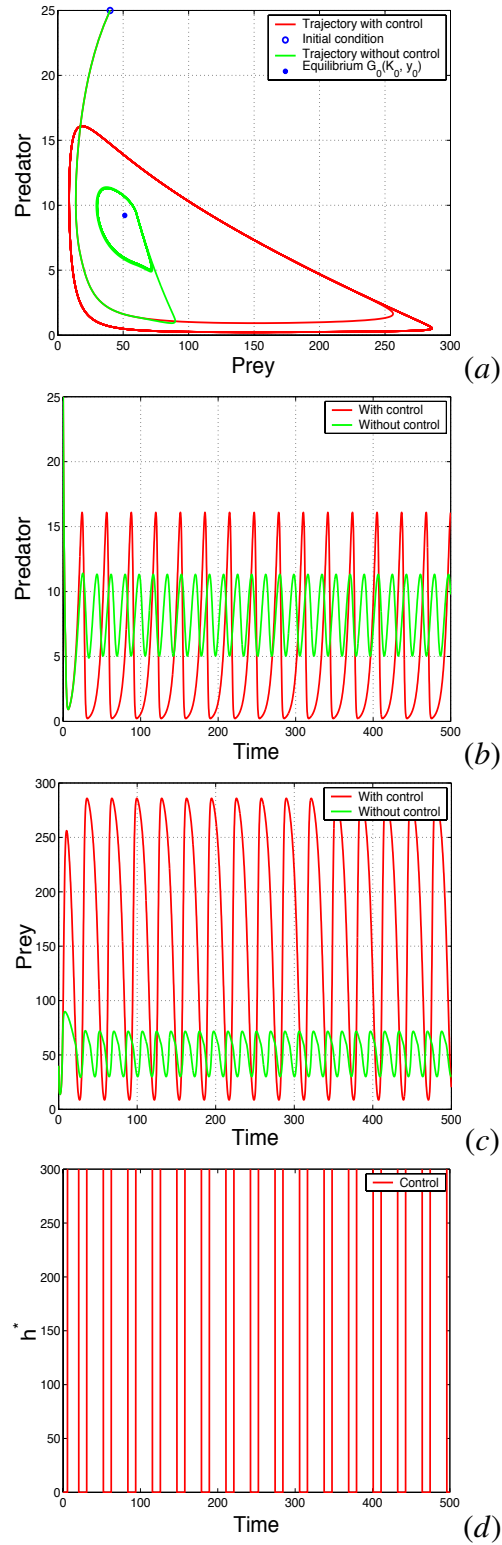 25
20
15
10
5
0
Predator
Trajectory with control
Initial condition
Trajectory without control
Equilibrium G_0(K_0, y_0)
0 50 100 150 200 250 300
Prey
(a)
25
20
15
10
5
0
Predator
With control
Without control
0 100 200 300 400 500
Time
(b)
300
250
200
150
100
50
0
Prey
With control
Without control
0 100 200 300 400 500
Time
(c)
300
250
200
150
100
50
0
h*
Control
0 100 200 300 400 500
Time
(d)